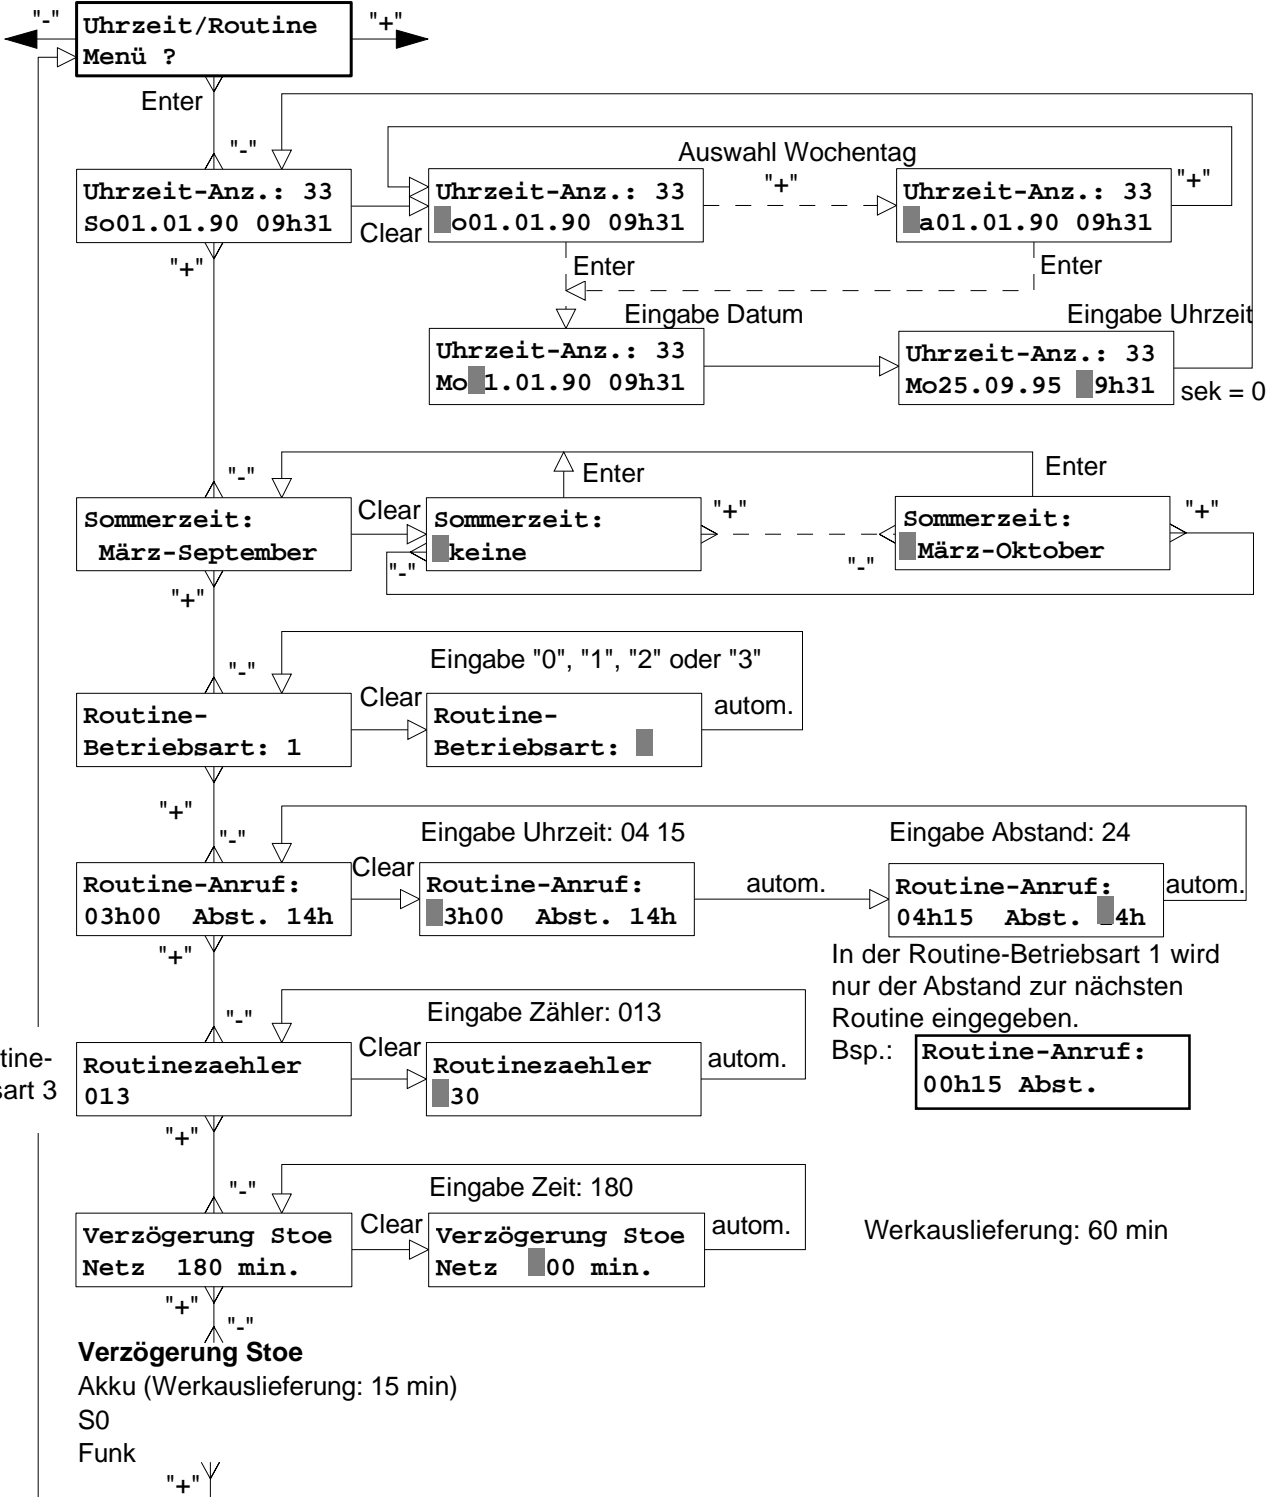 "-"
Uhrzeit/Routine
Menü ?
"+"
Enter
"-"
Auswahl Wochentag
Uhrzeit-Anz.: 33
So01.01.90 09h31
Clear
Uhrzeit-Anz.: 33
o01.01.90 09h31
"+"
Uhrzeit-Anz.: 33
a01.01.90 09h31
"+"
"+"
Enter
Enter
Eingabe Datum
Eingabe Uhrzeit
Uhrzeit-Anz.: 33
Mo 1.01.90 09h31
Uhrzeit-Anz.: 33
Mo25.09.95 9h31
sek = 0
"-"
Enter
Enter
Sommerzeit:
März-September
Clear
Sommerzeit:
keine
"+"
"-"
"-"
Sommerzeit:
März-Oktober
"+"
"+"
"-"
Eingabe "0", "1", "2" oder "3"
Routine-
Betriebsart: 1
Clear
Routine-
Betriebsart:
autom.
"+"
"-"
Eingabe Uhrzeit: 04 15
Eingabe Abstand: 24
Routine-Anruf:
03h00 Abst. 14h
Clear
Routine-Anruf:
3h00 Abst. 14h
autom.
Routine-Anruf:
04h15 Abst. 4h
autom.
"+"
In der Routine-Betriebsart 1 wird
nur der Abstand zur nächsten
Routine eingegeben.
Bsp.:
Routine-Anruf:
00h15 Abst.
"-"
Eingabe Zähler: 013
tine-
art 3
Routinezaehler
013
Clear
Routinezaehler
30
autom.
"+"
"-"
Eingabe Zeit: 180
Verzögerung Stoe
Netz 180 min.
Clear
Verzögerung Stoe
Netz 00 min.
autom.
Werkauslieferung: 60 min
"+"
"-"
Verzögerung Stoe
Akku (Werkauslieferung: 15 min)
S0
Funk
"+"